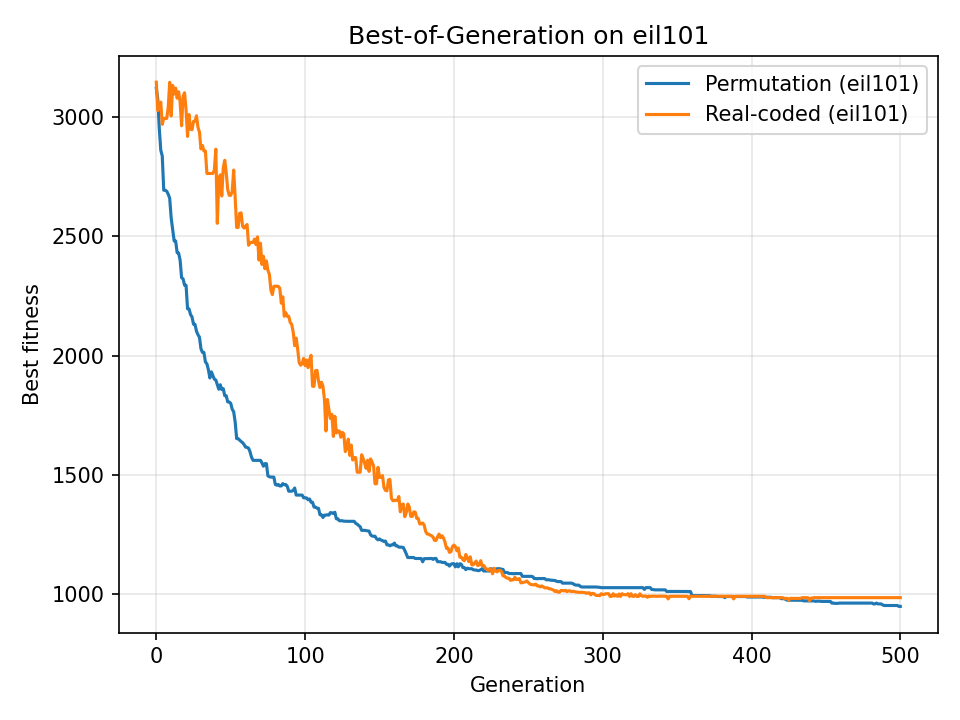 Best-of-Generation on eil101
Permutation (eil101)
Real-coded (eil101)
3000
2500
2000
1500
1000
Best fitness
0 100 200 300 400 500
Generation